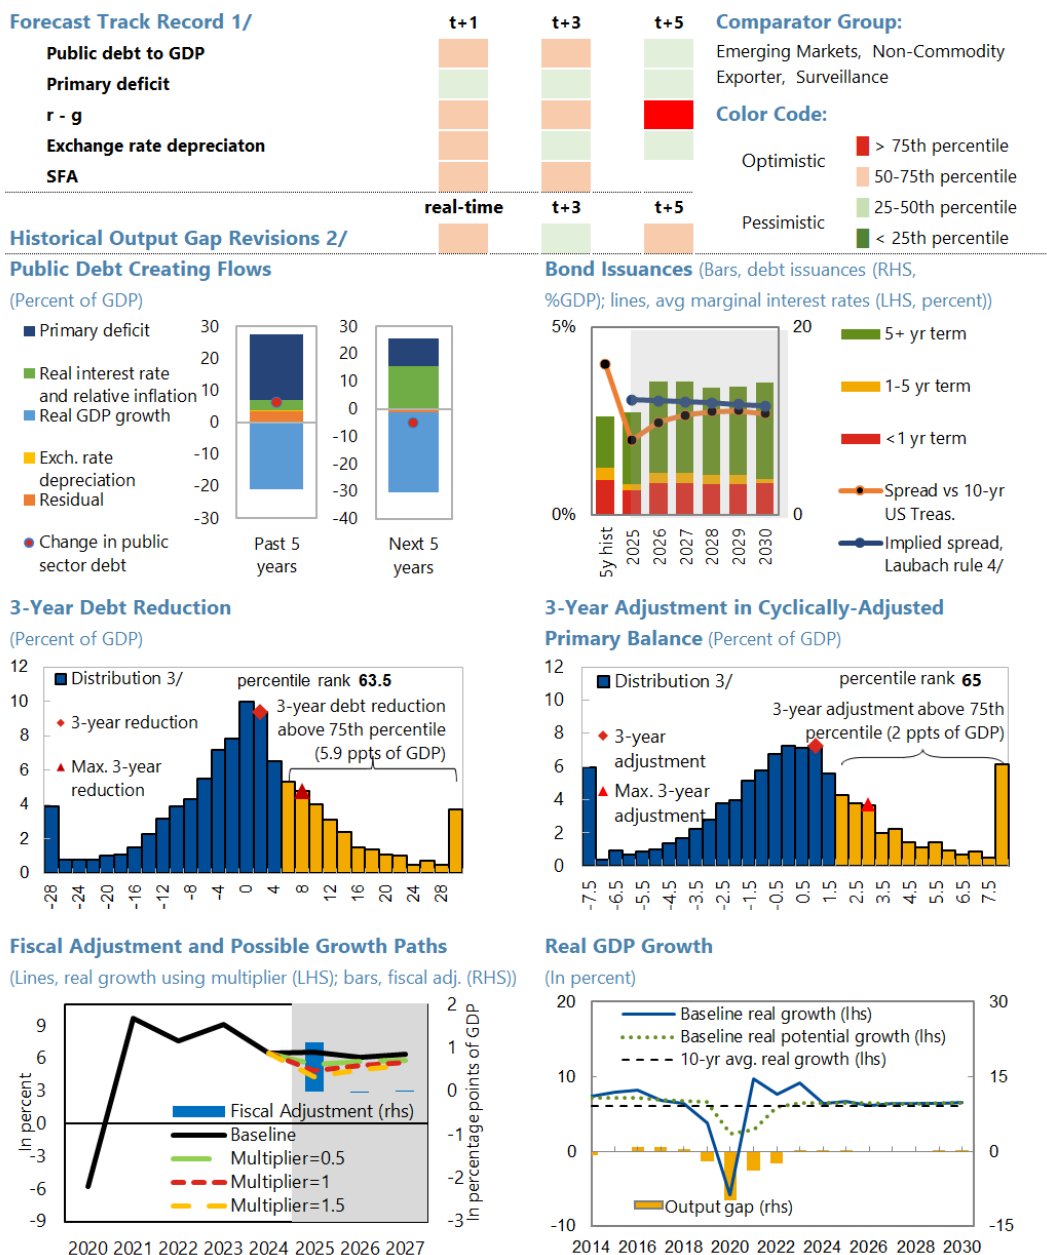 Forecast Track Record 1/ t+1 t+3 t+5
Public debt to GDP
Primary deficit
r - g
Exchange rate depreciaton
SFA
real-time t+3 t+5
Historical Output Gap Revisions 2/
Comparator Group:
Emerging Markets, Non-Commodity
Exporter, Surveillance
Color Code:
Optimistic
> 75th percentile
50-75th percentile
Pessimistic
25-50th percentile
< 25th percentile
Public Debt Creating Flows
(Percent of GDP)
Primary deficit
Real interest rate
and relative inflation
Real GDP growth
Exch. rate
depreciation
Residual
Change in public
sector debt
30
20
10
0
-10
-20
-30
Past 5
years
30
20
10
0
-10
-20
-30
-40
Next 5
years
Bond Issuances (Bars, debt issuances (RHS,
%GDP); lines, avg marginal interest rates (LHS, percent))
5%
0%
20
0
5y hist 2025 2026 2027 2028 2029 2030
5+ yr term
1-5 yr term
<1 yr term
Spread vs 10-yr
US Treas.
Implied spread,
Laubach rule 4/
3-Year Debt Reduction
(Percent of GDP)
12
10
8
6
4
2
0
Distribution 3/
3-year reduction
Max. 3-year
reduction
percentile rank 63.5
3-year debt reduction
above 75th percentile
(5.9 ppts of GDP)
-28 -24 -20 -16 -12 -8 -4 0 4 8 12 16 20 24 28
3-Year Adjustment in Cyclically-Adjusted
Primary Balance (Percent of GDP)
12
10
8
6
4
2
0
Distribution 3/
3-year
adjustment
Max. 3-year
adjustment
percentile rank 65
3-year adjustment above 75th
percentile (2 ppts of GDP)
-7.5 -6.5 -5.5 -4.5 -3.5 -2.5 -1.5 -0.5 0.5 1.5 2.5 3.5 4.5 5.5 6.5 7.5
Fiscal Adjustment and Possible Growth Paths
(Lines, real growth using multiplier (LHS); bars, fiscal adj. (RHS))
In percent
9
6
3
0.0
-3
-6
-9
2
1
0
-1
-2
-3
In percentage points of GDP
Fiscal Adjustment (rhs)
Baseline
Multiplier=0.5
Multiplier=1
Multiplier=1.5
2020 2021 2022 2023 2024 2025 2026 2027
Real GDP Growth
(In percent)
20
10
0
-10
30
15
0
-15
Baseline real growth (lhs)
Baseline real potential growth (lhs)
10-yr avg. real growth (lhs)
Output gap (rhs)
2014 2016 2018 2020 2022 2024 2026 2028 2030